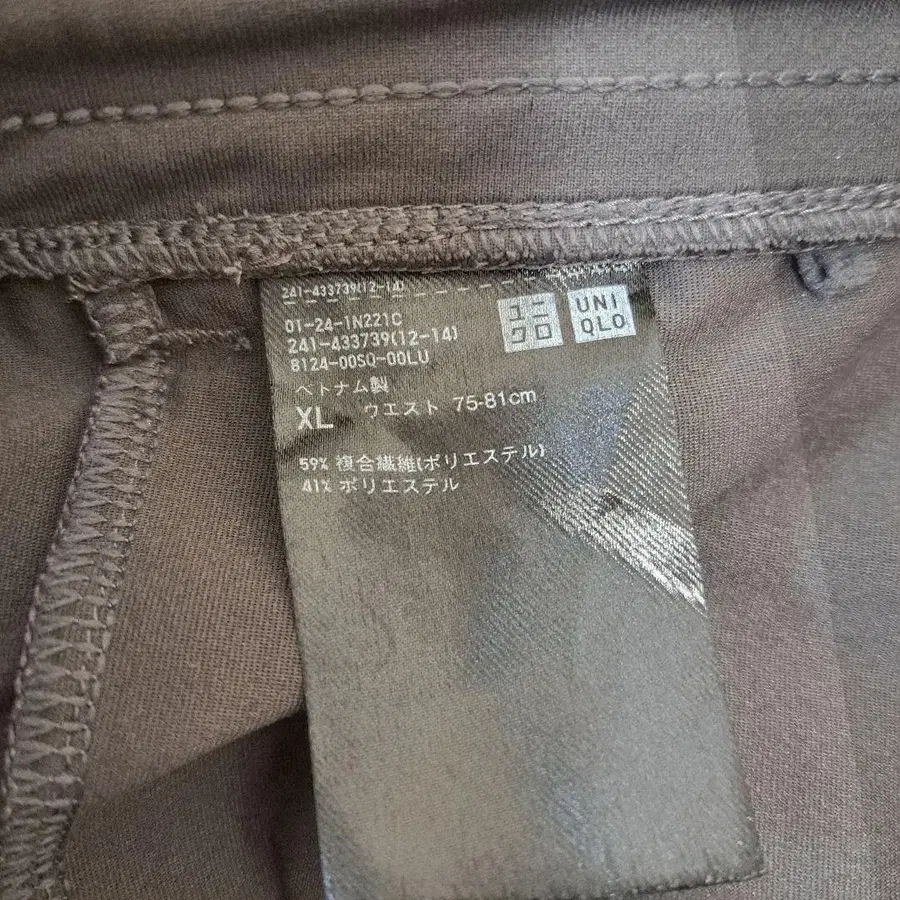 241-433739(12-14)
01-24-1N221C
241-433739(12-14)
8124-00SQ-00LU
ユニ
クロ
UNI
QLO
ベトナム製
XL ウエスト 75-81cm
59% 複合繊維(ポリエステル)
41% ポリエステル